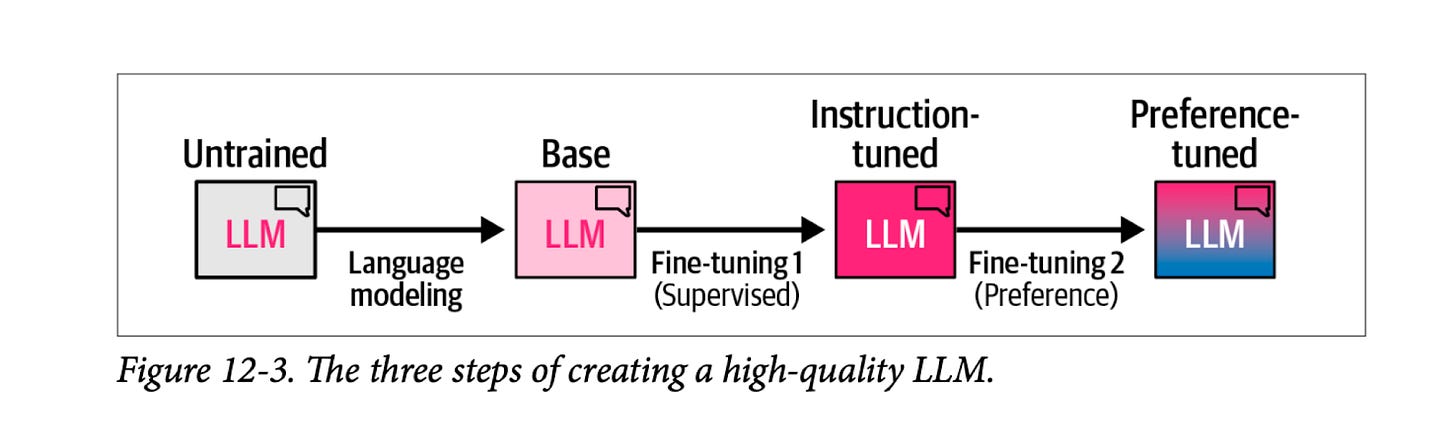 Untrained
Base
Instruction-
tuned
Preference-
tuned
LLM
LLM
LLM
LLM
Language
modeling
Fine-tuning 1
(Supervised)
Fine-tuning 2
(Preference)
Figure 12-3. The three steps of creating a high-quality LLM.